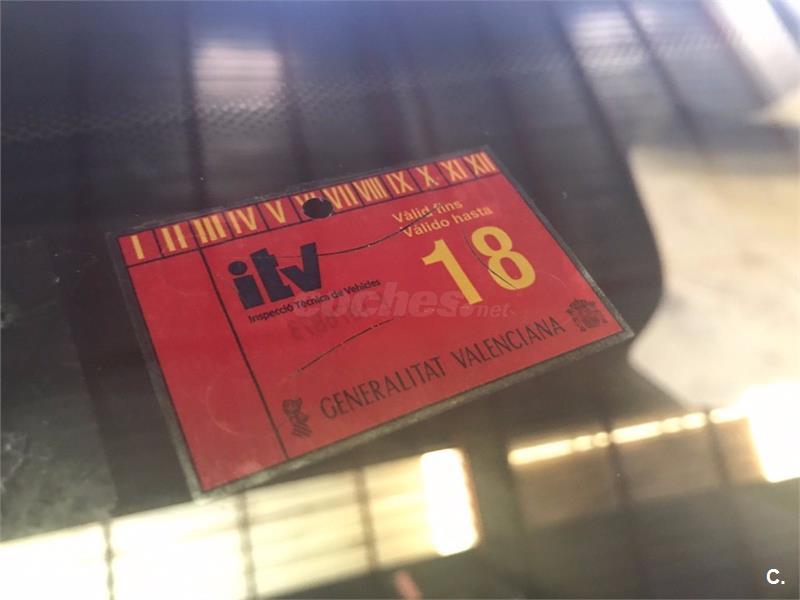 I II III IV V VI VII VIII IX X XI XII
Vàlid fins
Válido hasta
18
itv
Inspecció Tècnica de Vehicles
coches.net
GENERALITAT VALENCIANA
C.